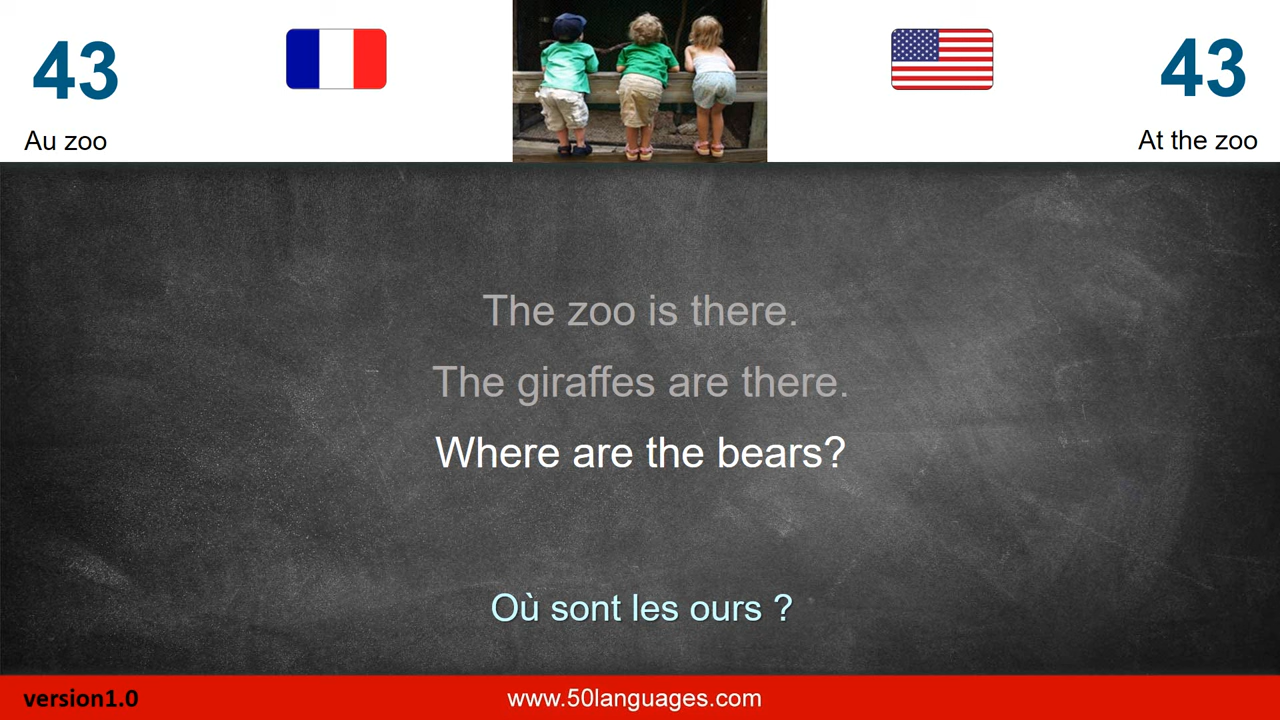 43
43
Au zoo
At the zoo
The zoo is there.
The giraffes are there.
Where are the bears?
Où sont les ours ?
version1.0
www.50languages.com